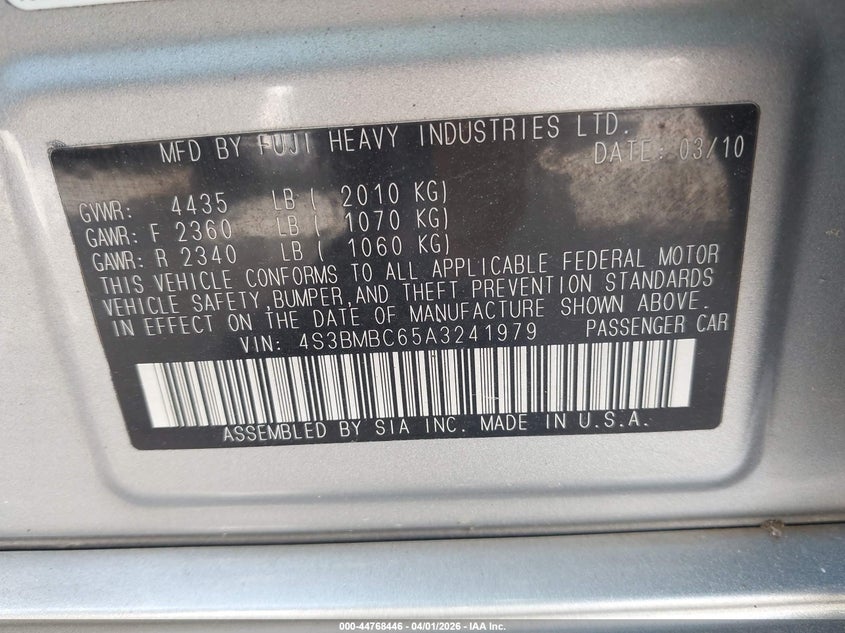 MFD BY FUJI HEAVY INDUSTRIES LTD.
DATE: 03/10
GVWR: 4435 LB ( 2010 KG)
GAWR: F 2360 LB ( 1070 KG)
GAWR: R 2340 LB ( 1060 KG)
THIS VEHICLE CONFORMS TO ALL APPLICABLE FEDERAL MOTOR
VEHICLE SAFETY,BUMPER,AND THEFT PREVENTION STANDARDS
IN EFFECT ON THE DATE OF MANUFACTURE SHOWN ABOVE.
VIN: 4S3BMBC65A3241979 PASSENGER CAR
ASSEMBLED BY SIA INC. MADE IN U.S.A.
000-44768446 - 04/01/2026 - IAA Inc.